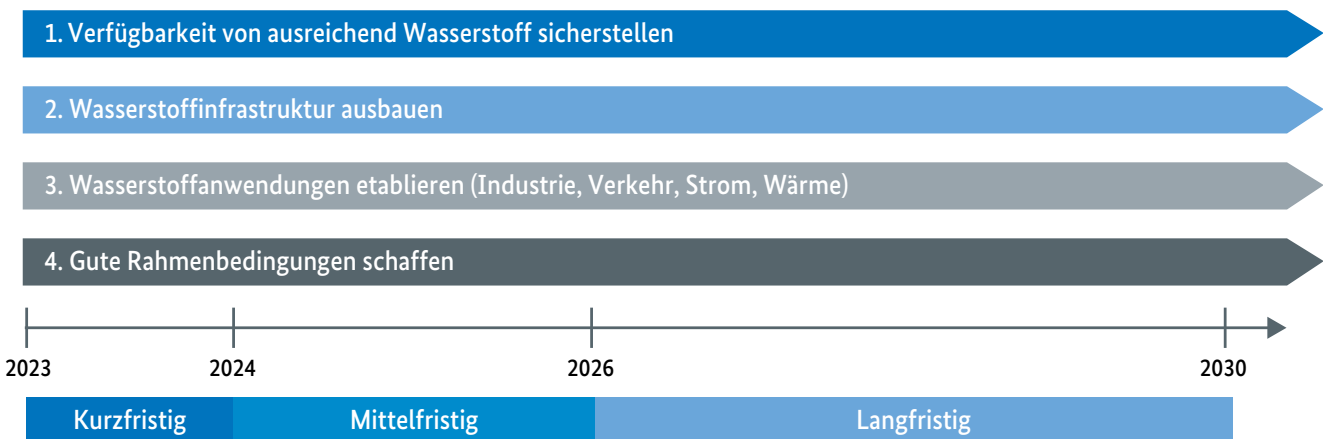 1. Verfügbarkeit von ausreichend Wasserstoff sicherstellen
2. Wasserstoffinfrastruktur ausbauen
3. Wasserstoffanwendungen etablieren (Industrie, Verkehr, Strom, Wärme)
4. Gute Rahmenbedingungen schaffen
2023 2024 2026 2030
Kurzfristig Mittelfristig Langfristig